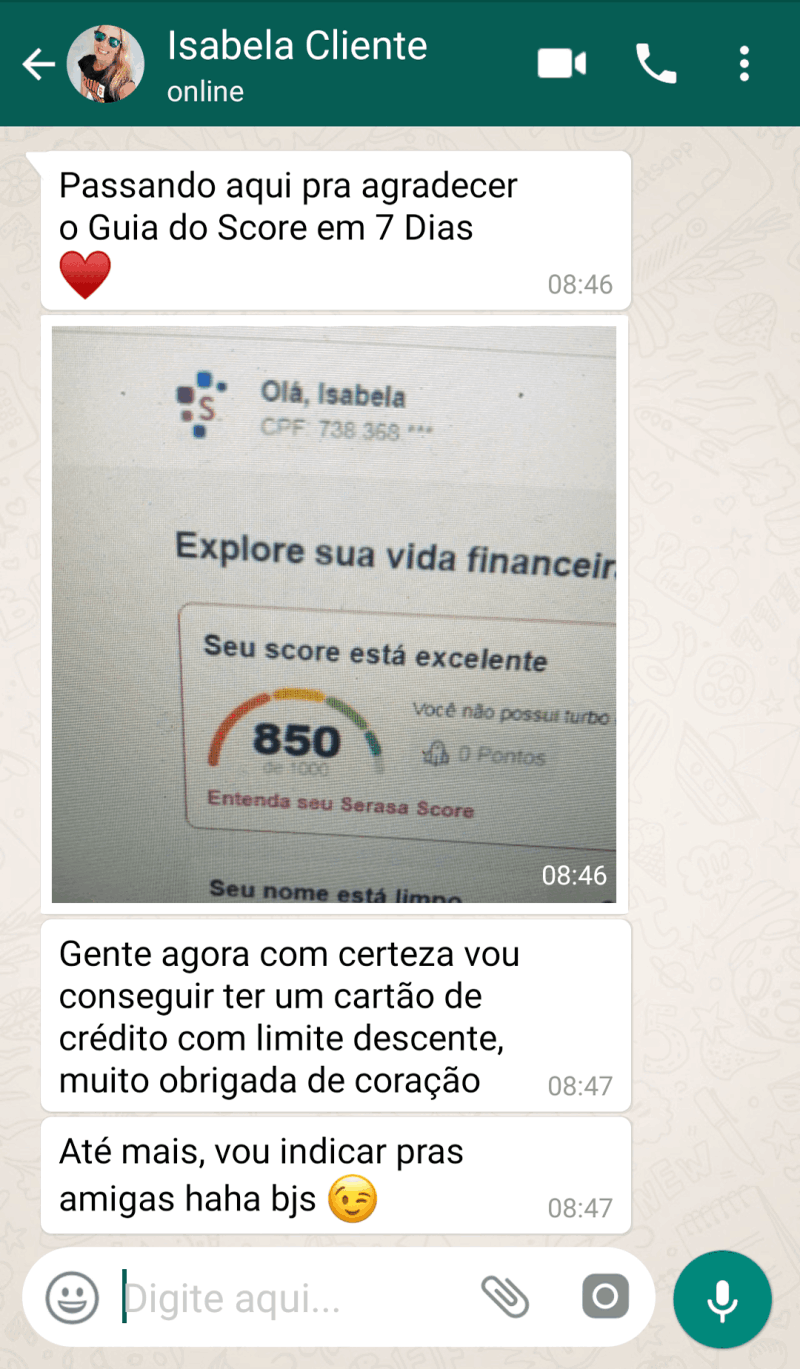 Isabela Cliente
online
Passando aqui pra agradecer
o Guia do Score em 7 Dias
❤️
08:46
S
Olá, Isabela
CPF 738 368 ***
Explore sua vida financeir
Seu score está excelente
850
de 1000
Você não possui turbo
0 Pontos
Entenda seu Serasa Score
Seu nome está limpo
08:46
Gente agora com certeza vou
conseguir ter um cartão de
crédito com limite descente,
muito obrigada de coração
08:47
Até mais, vou indicar pras
amigas haha bjs 😉
08:47
Digite aqui...